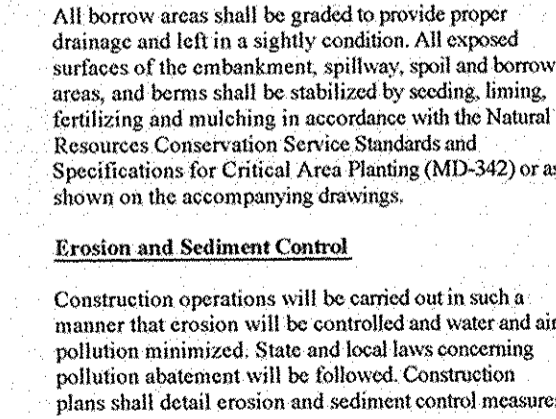 All borrow areas shall be graded to provide proper
drainage and left in a sightly condition. All exposed
surfaces of the embankment, spillway, spoil and borrow
areas, and berms shall be stabilized by seeding, liming,
fertilizing and mulching in accordance with the Natural
Resources Conservation Service Standards and
Specifications for Critical Area Planting (MD-342) or as
shown on the accompanying drawings.
Erosion and Sediment Control
Construction operations will be carried out in such a
manner that erosion will be controlled and water and air
pollution minimized. State and local laws concerning
pollution abatement will be followed. Construction
plans shall detail erosion and sediment control measures